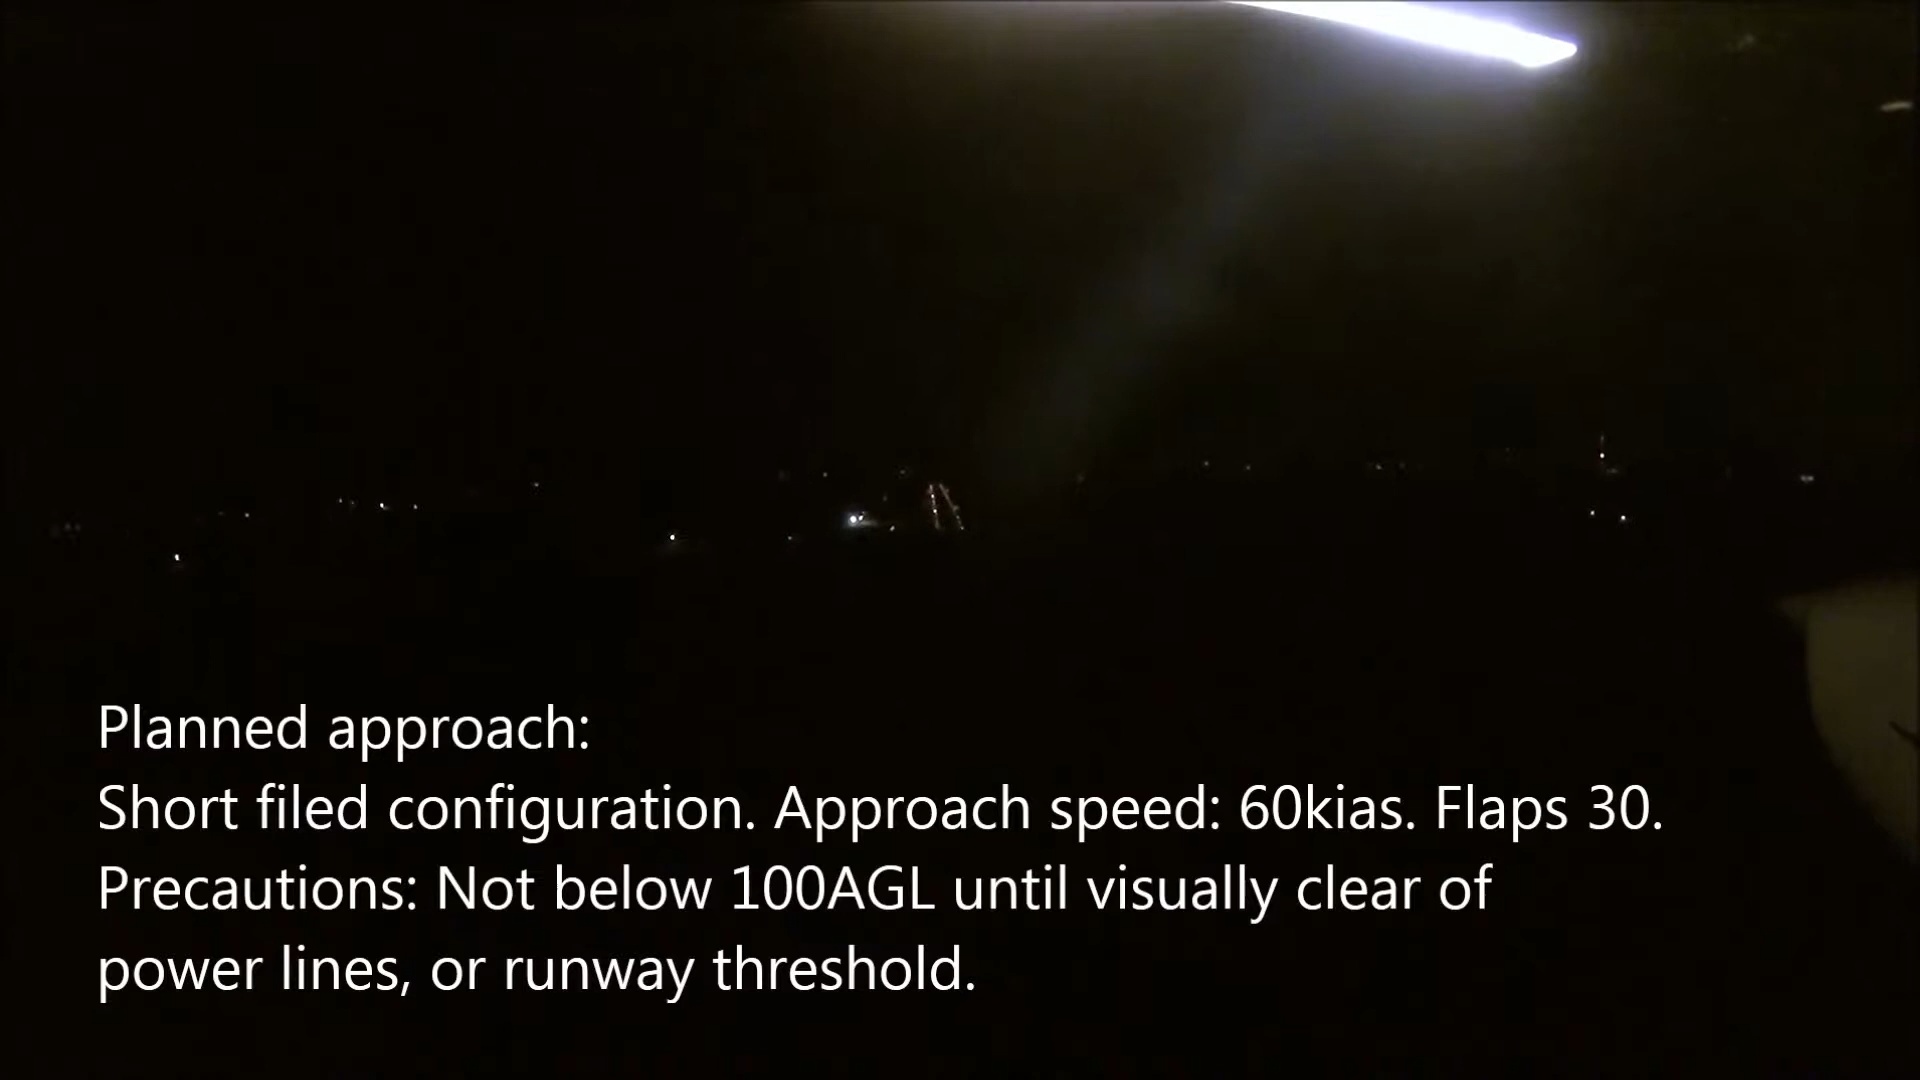 Planned approach:
Short filed configuration. Approach speed: 60kias. Flaps 30.
Precautions: Not below 100AGL until visually clear of
power lines, or runway threshold.